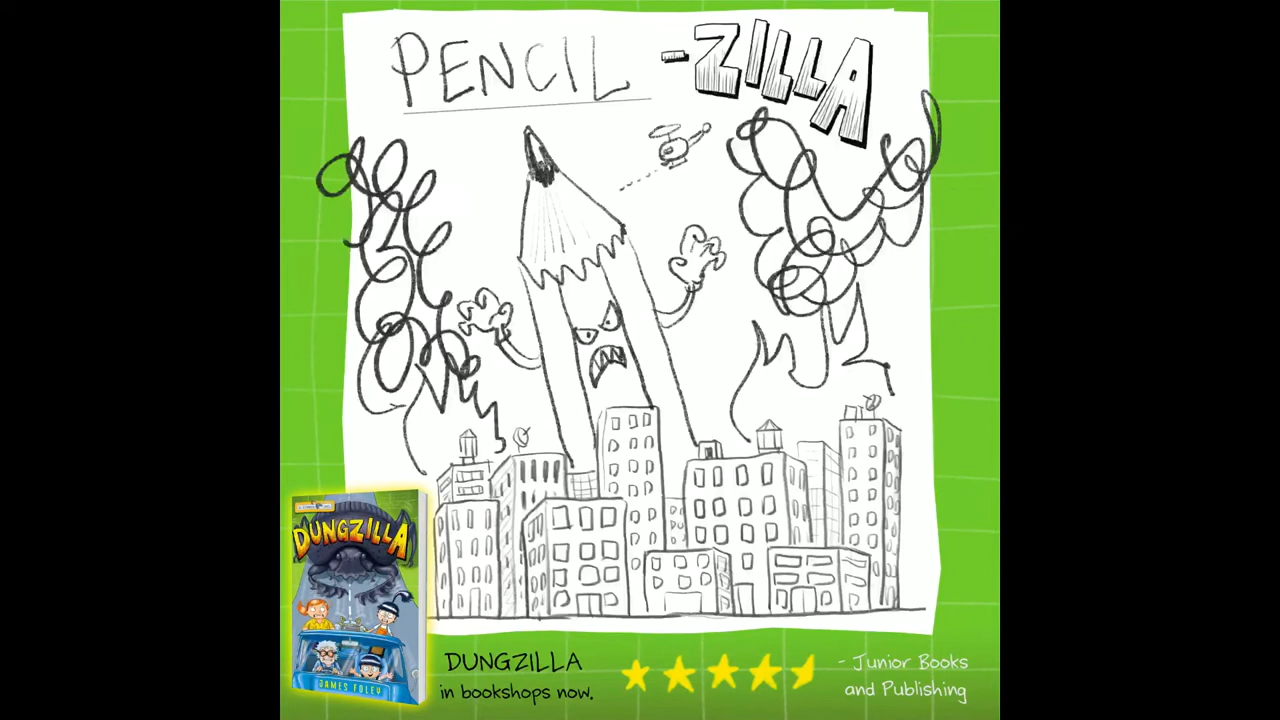 PENCIL -ZILLA
DUNGZILLA
JAMES FOLEY
DUNGZILLA
in bookshops now.
- Junior Books
and Publishing